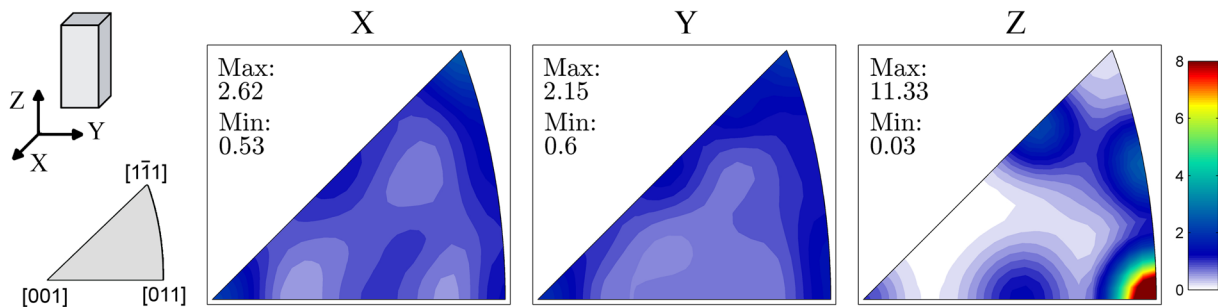 X
Y
Z
Max:
2.62
Min:
0.53
Max:
2.15
Min:
0.6
Max:
11.33
Min:
0.03
8
6
4
2
0
Z
Y
X
[11̅1]
[001]
[011]